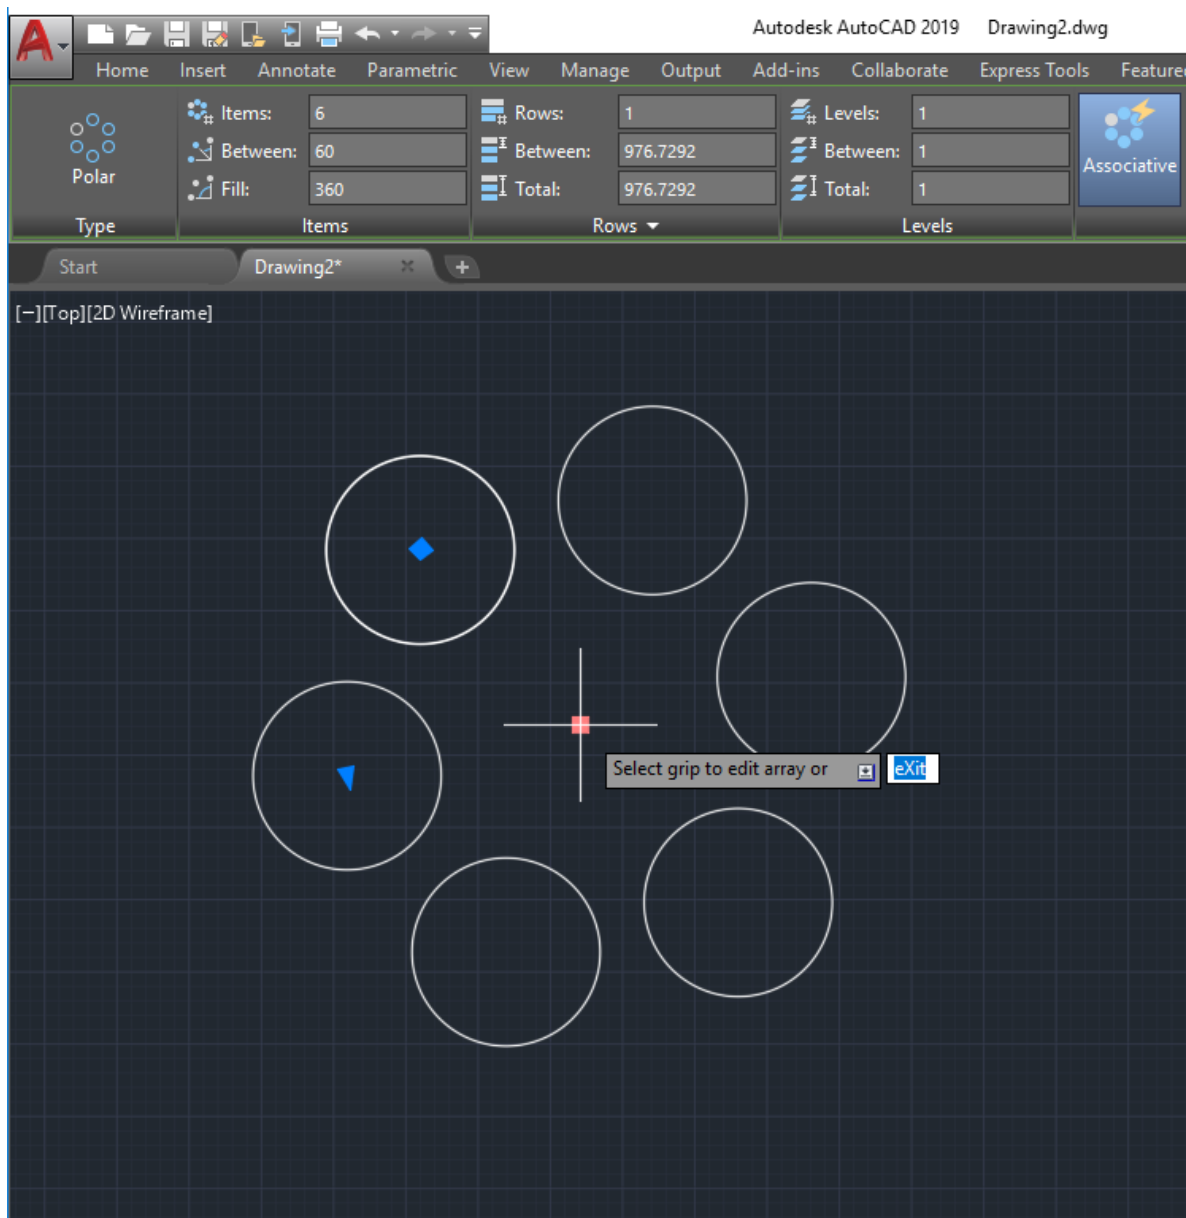 Autodesk AutoCAD 2019 Drawing2.dwg
Home Insert Annotate Parametric View Manage Output Add-ins Collaborate Express Tools Featured
Items: 6 Rows: 1 Levels: 1
Between: 60 Between: 976.7292 Between: 1
Polar Fill: 360 Total: 976.7292 Total: 1 Associative
Type Items Rows Levels
Start Drawing2*
[−][Top][2D Wireframe]
Select grip to edit array or eXit